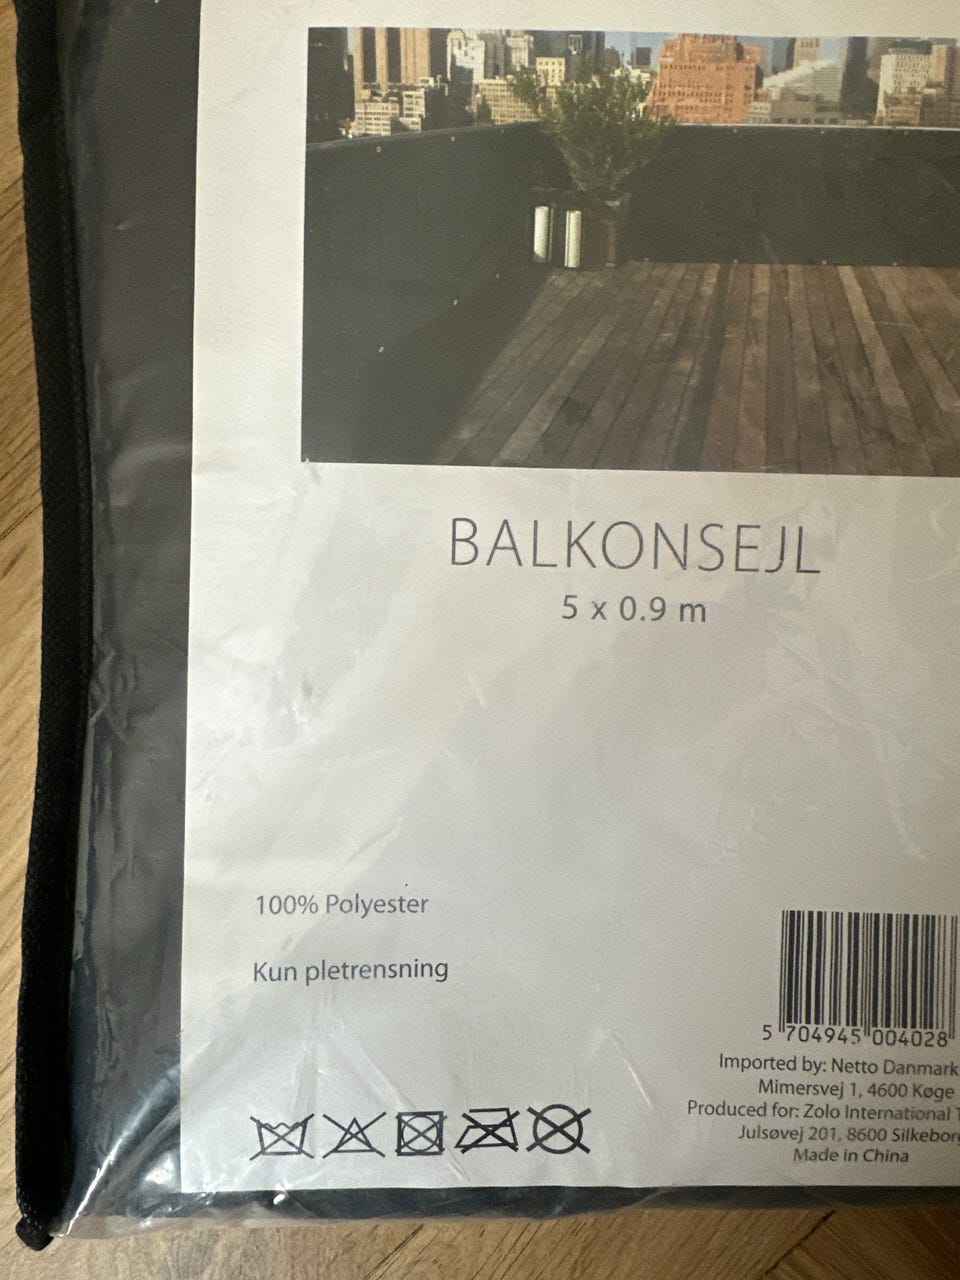 BALKONSEJL
5 x 0.9 m
100% Polyester
Kun pletrensning
5 704945 004028
Imported by: Netto Danmark
Mimersvej 1, 4600 Køge
Produced for: Zolo International
Julsøvej 201, 8600 Silkeborg
Made in China